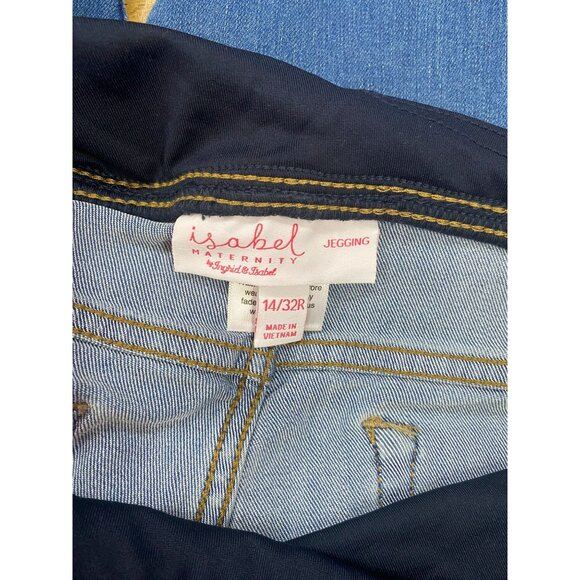 isabel
MATERNITY
by Ingrid & Isabel
JEGGING
14/32R
MADE IN
VIETNAM